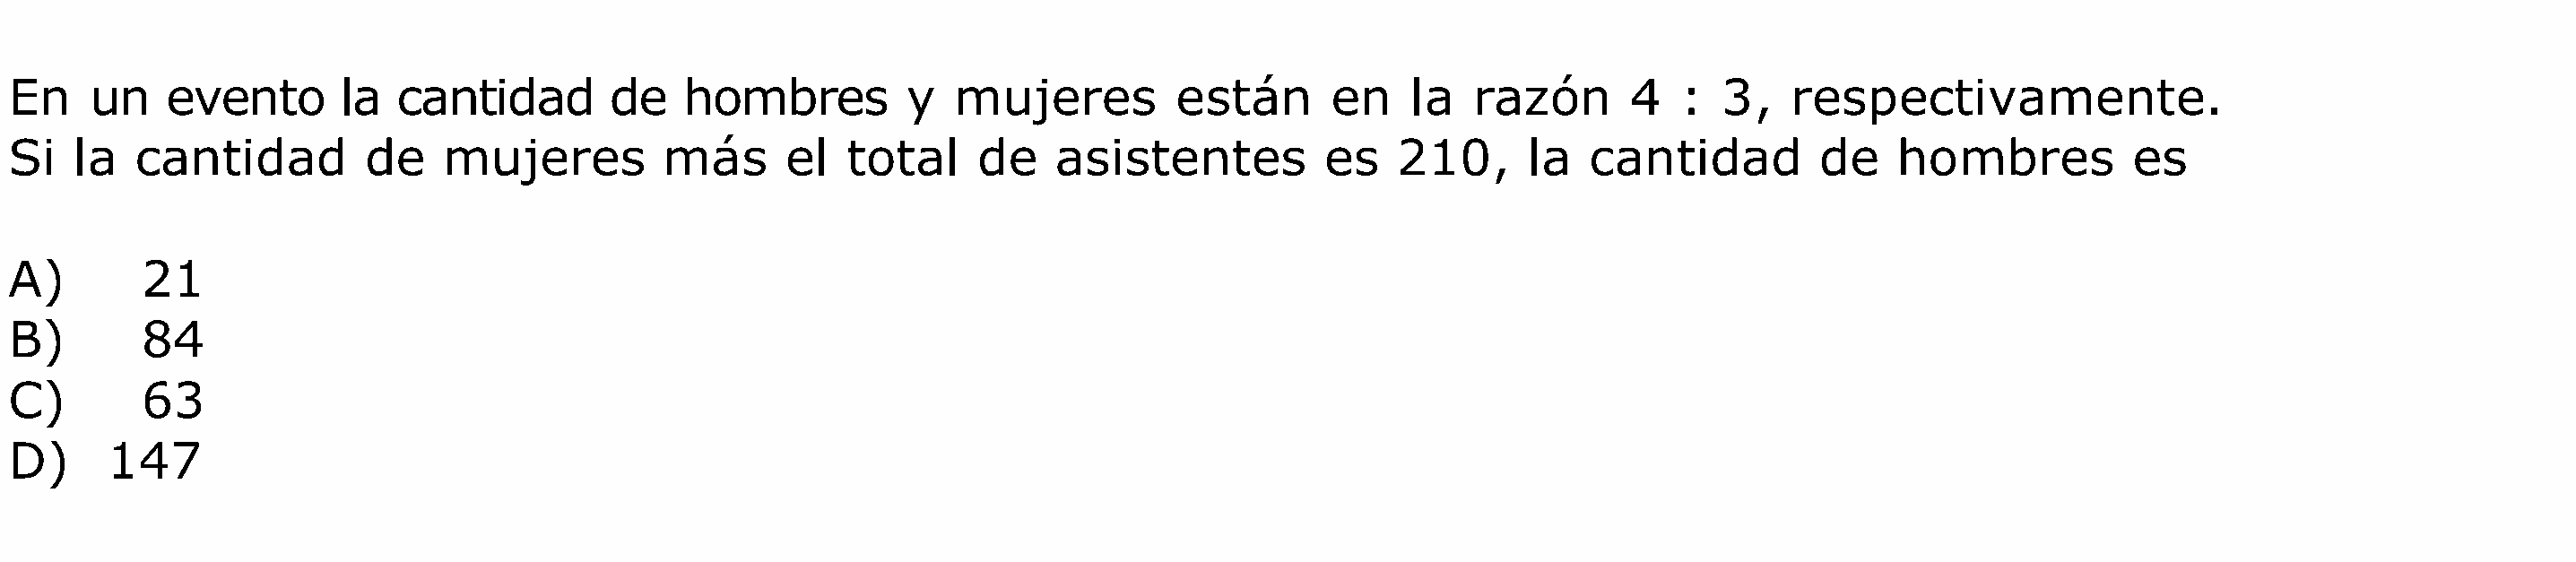 En un evento la cantidad de hombres y mujeres están en la razón 4 : 3, respectivamente.
Si la cantidad de mujeres más el total de asistentes es 210, la cantidad de hombres es
A) 21
B) 84
C) 63
D) 147